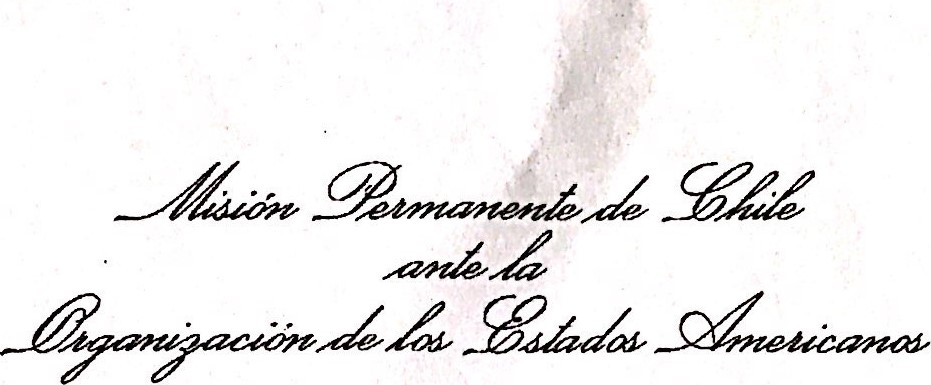 Misión Permanente de Chile
ante la
Organización de los Estados Americanos